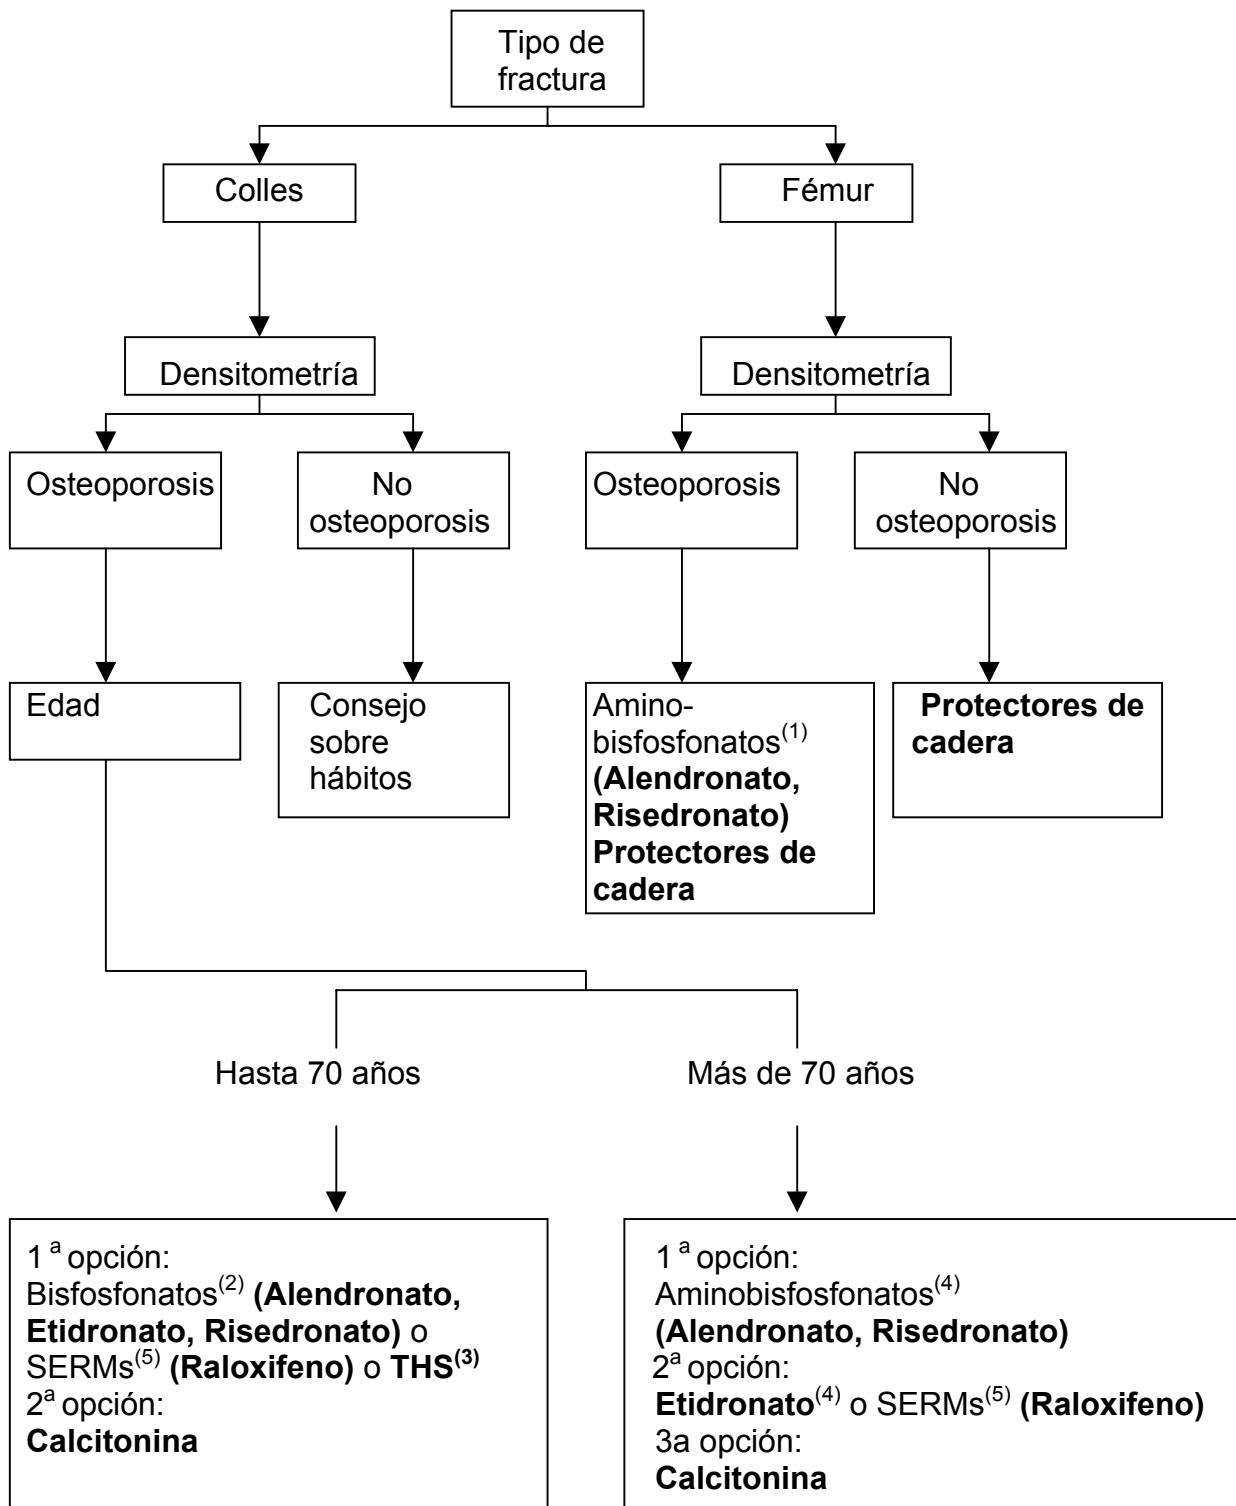 Tipo de
fractura
Colles
Fémur
Densitometría
Densitometría
Osteoporosis
No
osteoporosis
Osteoporosis
No
osteoporosis
Edad
Consejo
sobre
hábitos
Amino-
bisfosfonatos(1)
(Alendronato,
Risedronato)
Protectores de
cadera
Protectores de
cadera
Hasta 70 años
Más de 70 años
1 ª opción:
Bisfosfonatos(2) (Alendronato,
Etidronato, Risedronato) o
SERMs(5) (Raloxifeno) o THS(3)
2ª opción:
Calcitonina
1 ª opción:
Aminobisfosfonatos(4)
(Alendronato, Risedronato)
2ª opción:
Etidronato(4) o SERMs(5) (Raloxifeno)
3a opción:
Calcitonina